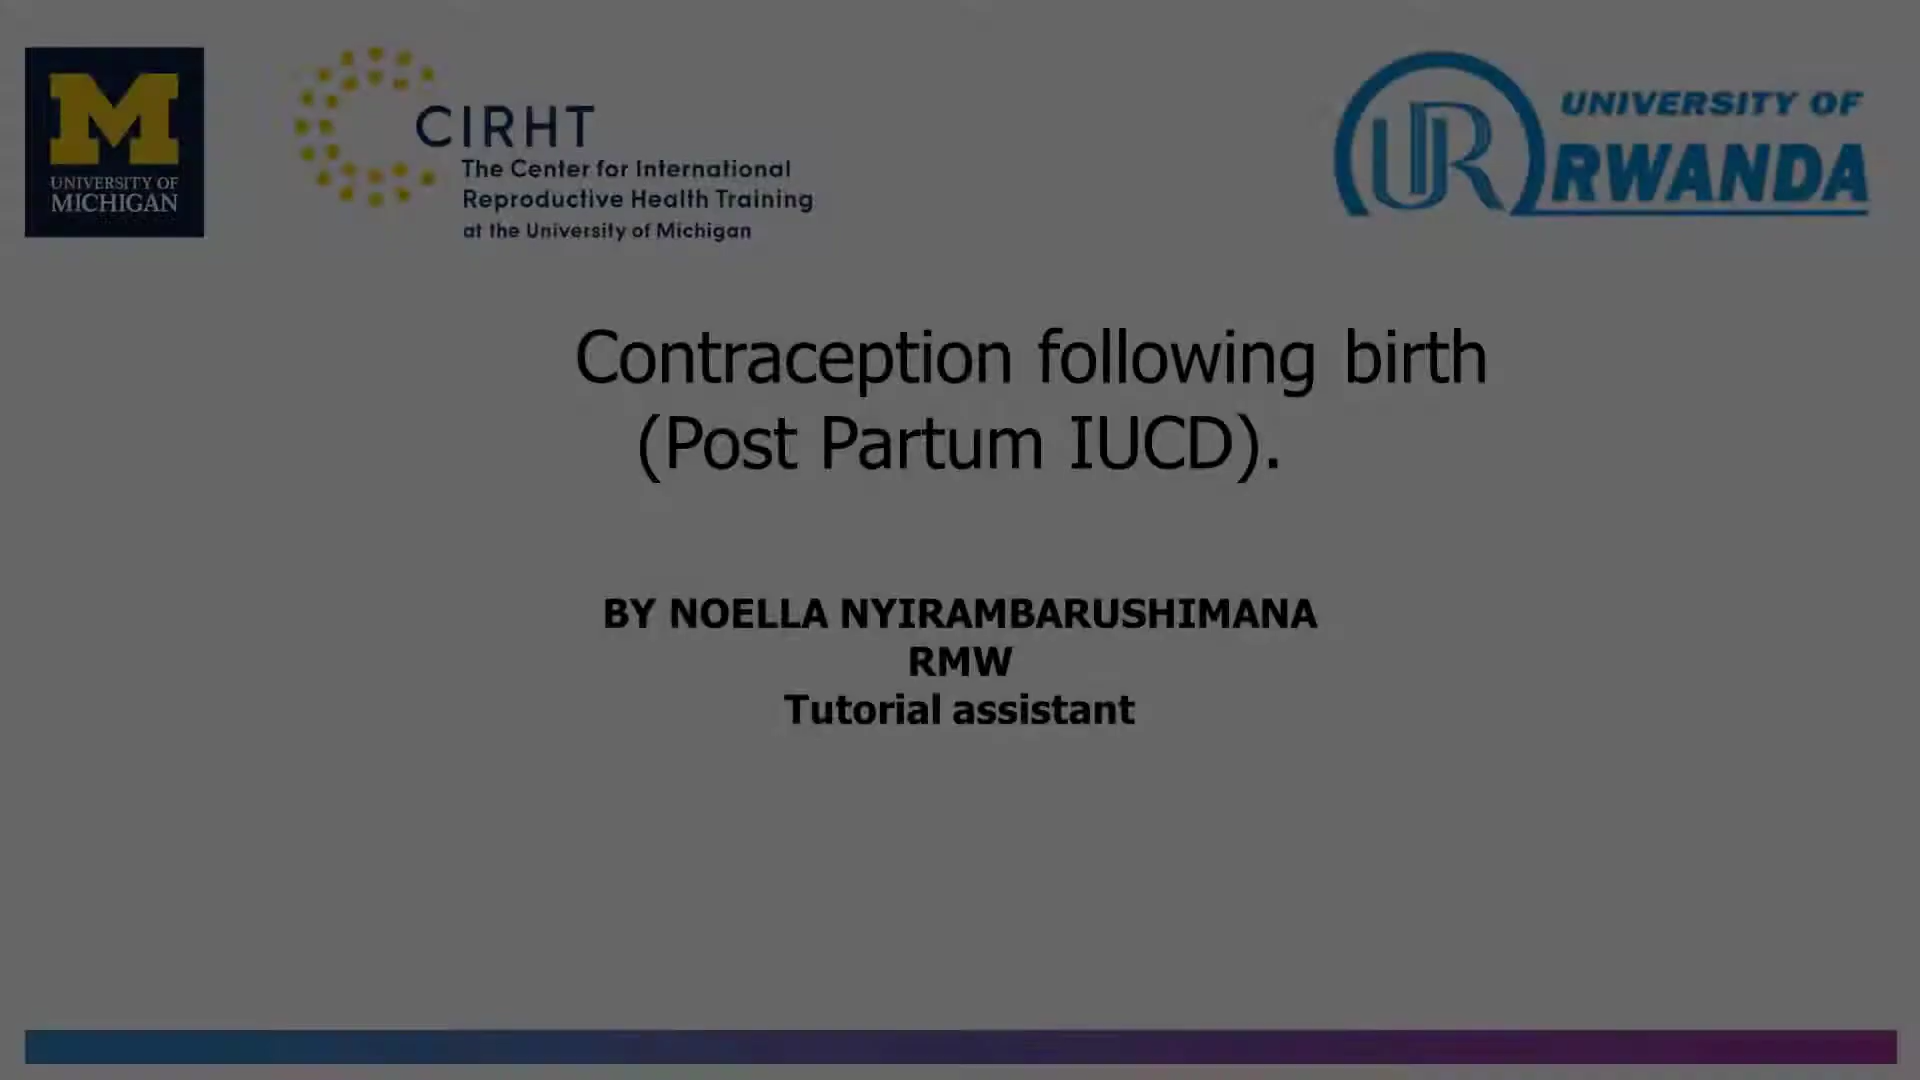 M
UNIVERSITY OF
MICHIGAN
CIRHT
The Center for International
Reproductive Health Training
at the University of Michigan
UR
UNIVERSITY OF
RWANDA
Contraception following birth
(Post Partum IUCD).
BY NOELLA NYIRAMBARUSHIMANA
RMW
Tutorial assistant